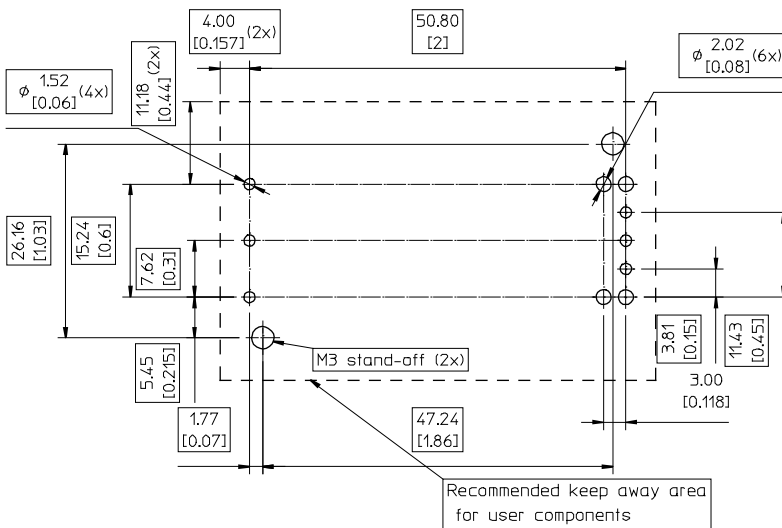 4.00
[0.157] (2x)
50.80
[2]
ϕ 2.02
[0.08] (6x)
ϕ 1.52
[0.06] (4x)
11.18
[0.44] (2x)
26.16
[1.03]
15.24
[0.6]
7.62
[0.3]
5.45
[0.215]
M3 stand-off (2x)
3.81
[0.15]
11.43
[0.45]
3.00
[0.118]
1.77
[0.07]
47.24
[1.86]
Recommended keep away area
for user components